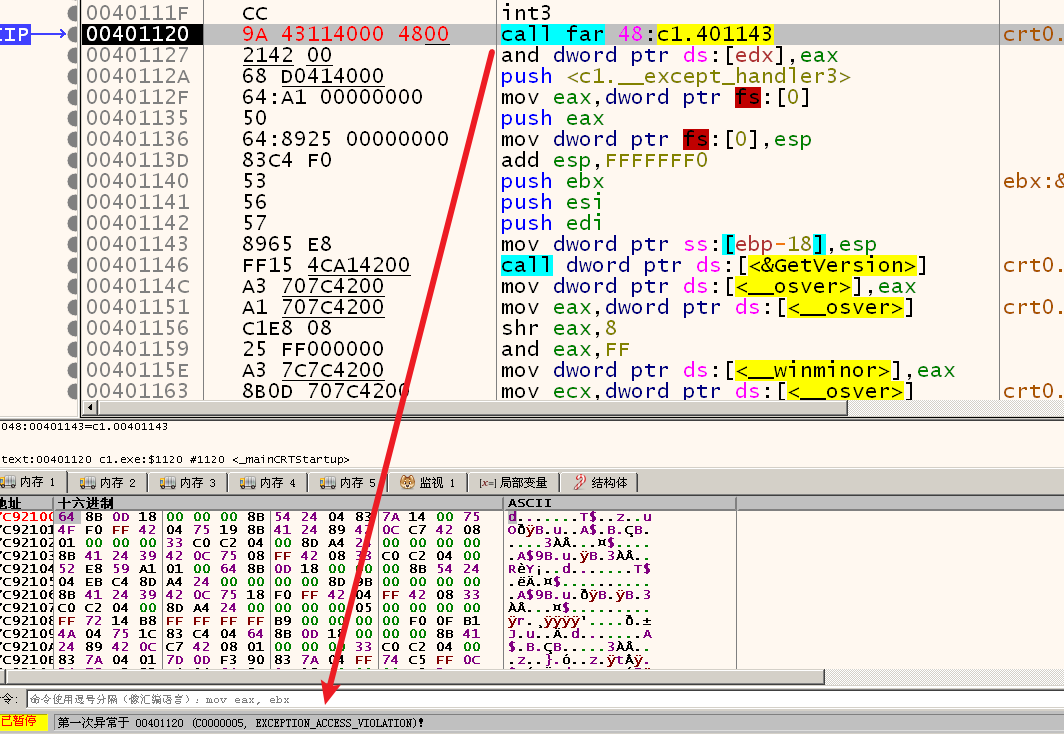 0040111F CC int3
CIP 00401120 9A 43114000 4800 call far 48:c1.401143 crt0.
00401127 2142 00 and dword ptr ds:[edx],eax
0040112A 68 D0414000 push <c1.__except_handler3>
0040112F 64:A1 00000000 mov eax,dword ptr fs:[0]
00401135 50 push eax
00401136 64:8925 00000000 mov dword ptr fs:[0],esp
0040113D 83C4 F0 add esp,FFFFFFF0
00401140 53 push ebx ebx:&
00401141 56 push esi
00401142 57 push edi
00401143 8965 E8 mov dword ptr ss:[ebp-18],esp
00401146 FF15 4CA14200 call dword ptr ds:[<&GetVersion>] crt0.
0040114C A3 707C4200 mov dword ptr ds:[<__osver>],eax
00401151 A1 707C4200 mov eax,dword ptr ds:[<__osver>] crt0.
00401156 C1E8 08 shr eax,8
00401159 25 FF000000 and eax,FF
0040115E A3 7C7C4200 mov dword ptr ds:[<__winminor>],eax
00401163 8B0D 707C4200 mov ecx,dword ptr ds:[<__osver>] crt0.
048:00401143=c1.00401143
text:00401120 c1.exe:$1120 #1120 <_mainCRTStartup>
内存 1 内存 2 内存 3 内存 4 内存 5 监视 1 [x=] 局部变量 结构体
地址 十六进制 ASCII
7C92100 64 8B 0D 18 00 00 00 8B 54 24 04 83 7A 14 00 75 d.......T$..z..u
7C92101 4F F0 FF 42 04 75 19 8B 41 24 89 42 0C C7 42 08 OðÿB.u..A$.B.ÇB.
7C92102 01 00 00 00 33 C0 C2 04 00 8D A4 24 00 00 00 00 ....3ÀÂ...¤$....
7C92103 8B 41 24 39 42 0C 75 08 FF 42 08 33 C0 C2 04 00 .A$9B.u.ÿB.3ÀÂ..
7C92104 52 E8 59 A1 01 00 64 8B 0D 18 00 00 00 8B 54 24 RèY¡..d.......T$
7C92105 04 EB C4 8D A4 24 00 00 00 00 8D 9B 00 00 00 00 .ëÄ.¤$..........
7C92106 8B 41 24 39 42 0C 75 18 F0 FF 42 04 FF 42 08 33 .A$9B.u.ðÿB.ÿB.3
7C92107 C0 C2 04 00 8D A4 24 00 00 00 00 05 00 00 00 00 ÀÂ...¤$.........
7C92108 FF 72 14 B8 FF FF FF FF B9 00 00 00 00 F0 0F B1 ÿr.¸ÿÿÿÿ¹....ð.±
7C92109 4A 04 75 1C 83 C4 04 64 8B 0D 18 00 00 00 8B 41 J.u..Ä.d.......A
7C9210A 24 89 42 0C C7 42 08 01 00 00 00 33 C0 C2 04 00 $.B.ÇB.....3ÀÂ..
7C9210B 83 7A 04 01 7D 0D F3 90 83 7A 04 FF 74 C5 FF 0C .z..}.ó..z.ÿtÅÿ.
令: 命令使用逗号分隔(像汇编语言): mov eax, ebx
已暂停 第一次异常于 00401120 (C0000005, EXCEPTION_ACCESS_VIOLATION)!